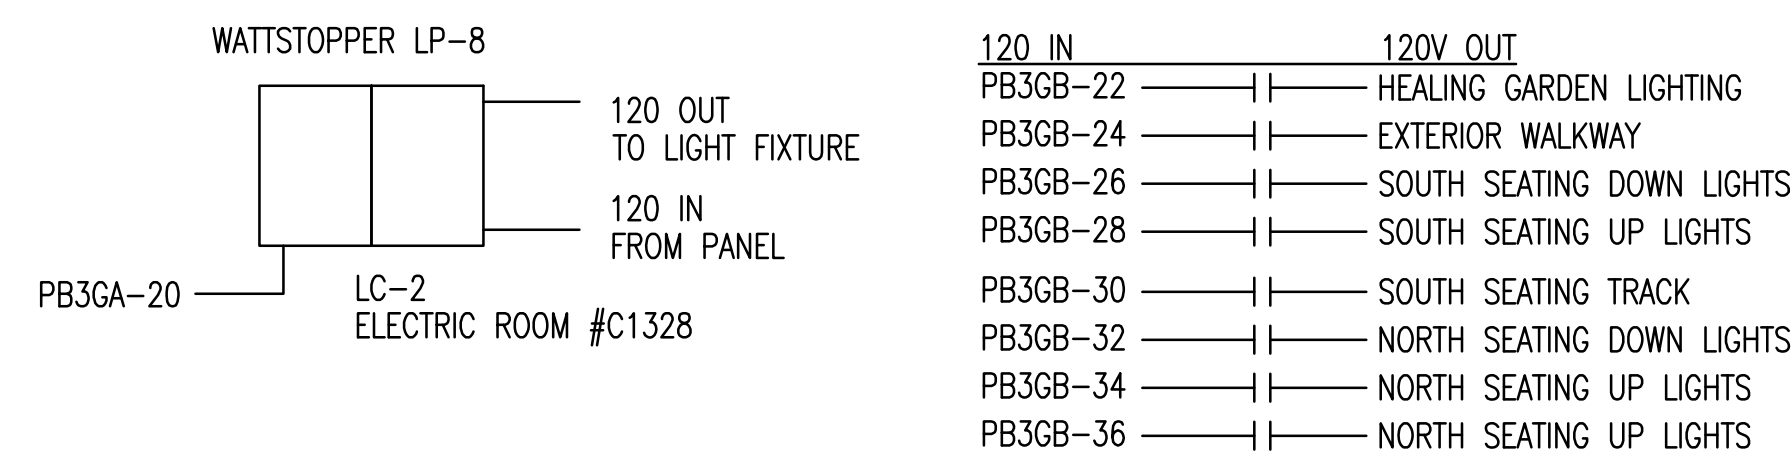 WATTSTOPPER LP-8
120 OUT
TO LIGHT FIXTURE
120 IN
FROM PANEL
PB3GA-20
LC-2
ELECTRIC ROOM #C1328
120 IN 120V OUT
PB3GB-22 HEALING GARDEN LIGHTING
PB3GB-24 EXTERIOR WALKWAY
PB3GB-26 SOUTH SEATING DOWN LIGHTS
PB3GB-28 SOUTH SEATING UP LIGHTS
PB3GB-30 SOUTH SEATING TRACK
PB3GB-32 NORTH SEATING DOWN LIGHTS
PB3GB-34 NORTH SEATING UP LIGHTS
PB3GB-36 NORTH SEATING UP LIGHTS